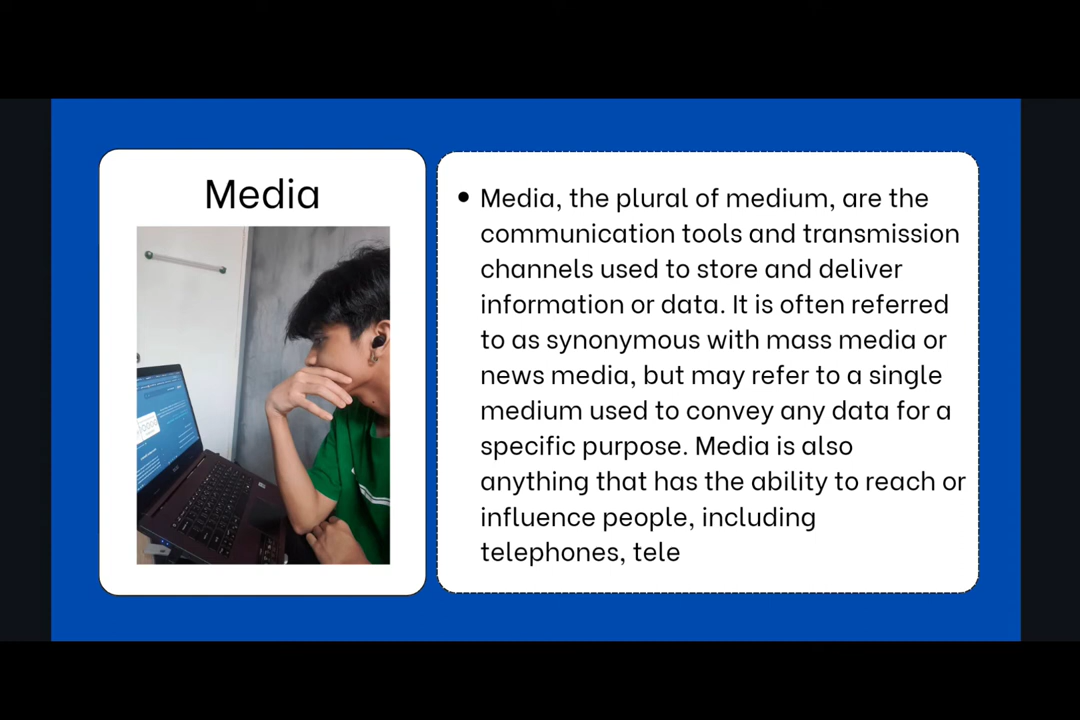 Media
Media, the plural of medium, are the
communication tools and transmission
channels used to store and deliver
information or data. It is often referred
to as synonymous with mass media or
news media, but may refer to a single
medium used to convey any data for a
specific purpose. Media is also
anything that has the ability to reach or
influence people, including
telephones, tele